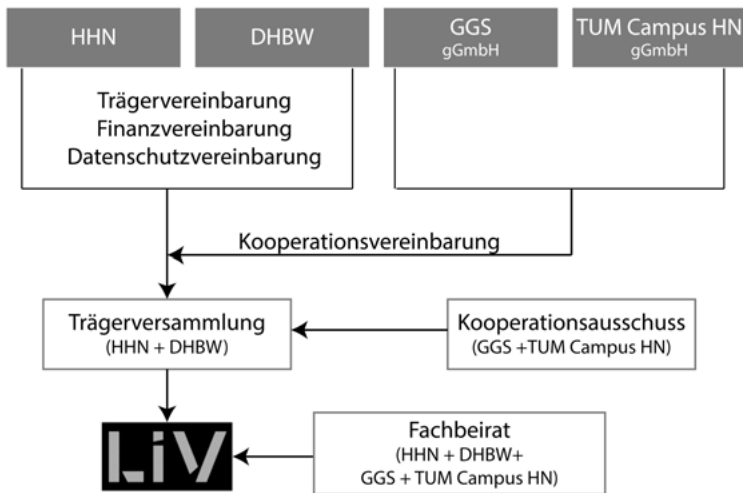 HHN
DHBW
GGS
gGmbH
TUM Campus HN
gGmbH
Trägervereinbarung
Finanzvereinbarung
Datenschutzvereinbarung
Kooperationsvereinbarung
Trägerversammlung
(HHN + DHBW)
Kooperationsausschuss
(GGS +TUM Campus HN)
LiV
Fachbeirat
(HHN + DHBW+
GGS + TUM Campus HN)